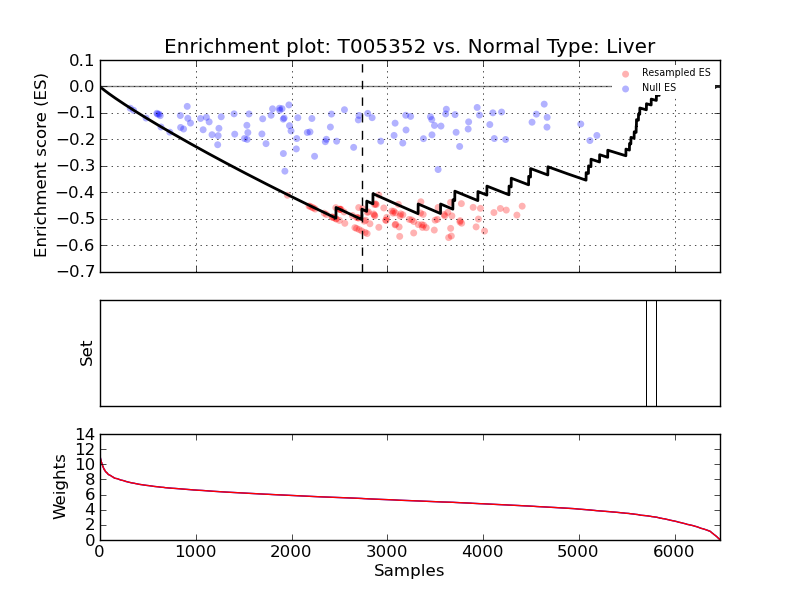 Enrichment plot: T005352 vs. Normal Type: Liver
Enrichment score (ES)
0.1
0.0
−0.1
−0.2
−0.3
−0.4
−0.5
−0.6
−0.7
Resampled ES
Null ES
Set
Weights
14
12
10
8
6
4
2
0
0 1000 2000 3000 4000 5000 6000
Samples